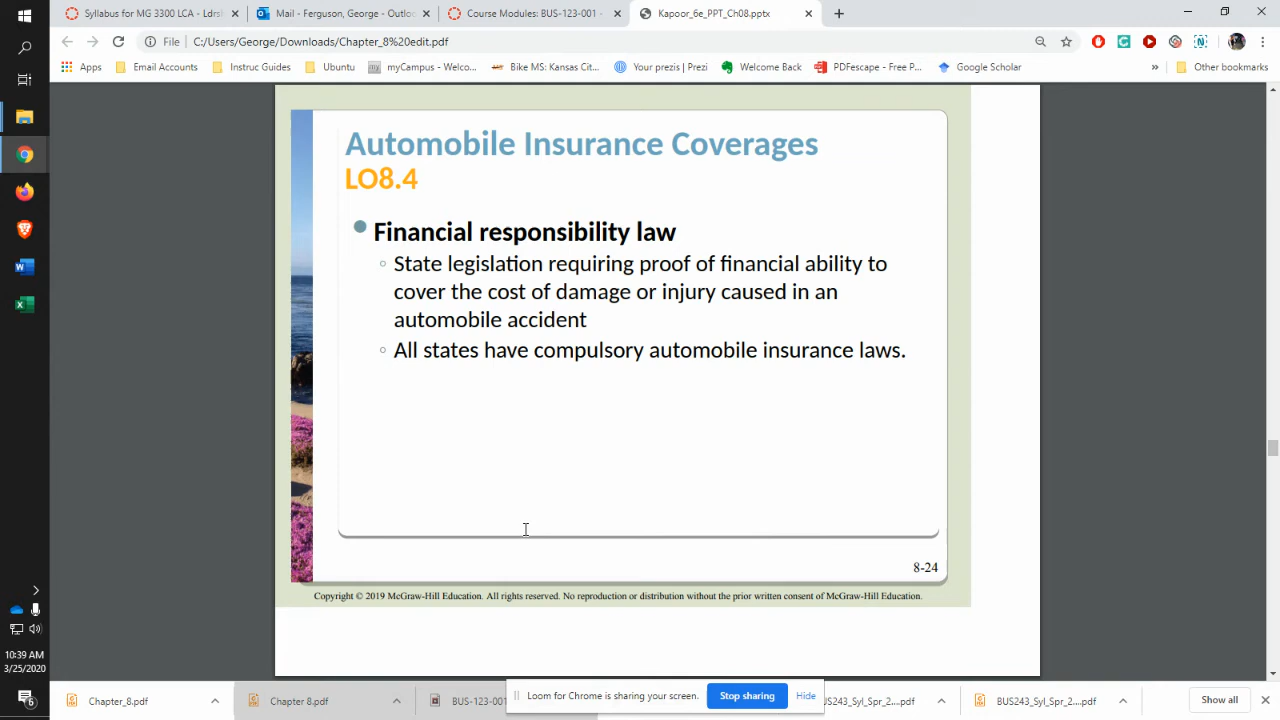 Syllabus for MG 3300 LCA - Ldrs
Mail - Ferguson, George - Outlo
Course Modules: BUS-123-001 -
Kapoor_6e_PPT_Ch08.pptx
File
C:/Users/George/Downloads/Chapter_8%20edit.pdf
Apps
Email Accounts
Instruc Guides
Ubuntu
myCampus - Welco...
Bike MS: Kansas Cit...
Your prezis | Prezi
Welcome Back
PDFescape - Free P...
Google Scholar
»
Other bookmarks
Automobile Insurance Coverages
LO8.4
Financial responsibility law
State legislation requiring proof of financial ability to
cover the cost of damage or injury caused in an
automobile accident
All states have compulsory automobile insurance laws.
8-24
Copyright © 2019 McGraw-Hill Education. All rights reserved. No reproduction or distribution without the prior written consent of McGraw-Hill Education.
10:39 AM
3/25/2020
6
Chapter_8.pdf
Chapter 8.pdf
BUS-123-001
Loom for Chrome is sharing your screen.
Stop sharing
Hide
BUS243_Syl_Spr_2....pdf
BUS243_Syl_Spr_2....pdf
Show all